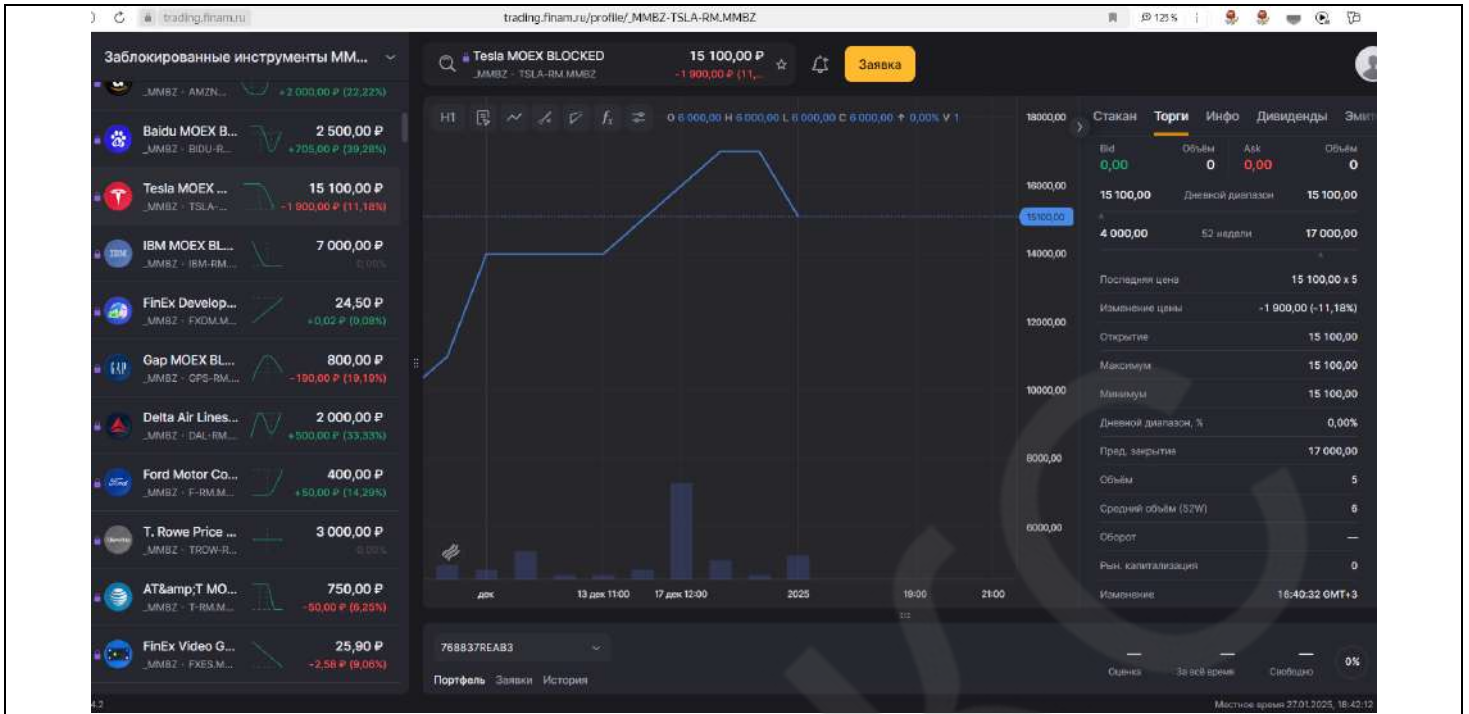 trading.finam.ru
trading.finam.ru/profile/_MMBZ-TSLA-RM.MMBZ
125 %
Заблокированные инструменты MM...
_MMBZ · AMZN...
+2 000,00 ₽ (22,22%)
Baidu MOEX B...
2 500,00 ₽
_MMBZ · BIDU-R...
+705,00 ₽ (39,28%)
Tesla MOEX ...
15 100,00 ₽
_MMBZ · TSLA-...
-1 900,00 ₽ (11,18%)
IBM MOEX BL...
7 000,00 ₽
_MMBZ · IBM-RM...
0,00%
FinEx Develop...
24,50 ₽
_MMBZ · FXDM.M...
+0,02 ₽ (0,08%)
Gap MOEX BL...
800,00 ₽
_MMBZ · GPS-RM....
-190,00 ₽ (19,19%)
Delta Air Lines...
2 000,00 ₽
_MMBZ · DAL-RM....
+500,00 ₽ (33,33%)
Ford Motor Co...
400,00 ₽
_MMBZ · F-RM.M...
+50,00 ₽ (14,29%)
T. Rowe Price ...
3 000,00 ₽
_MMBZ · TROW-R...
0,00%
AT&amp;T MO...
750,00 ₽
_MMBZ · T-RM.M...
-50,00 ₽ (6,25%)
FinEx Video G...
25,90 ₽
_MMBZ · FXES.M...
-2,58 ₽ (9,06%)
4.2
Tesla MOEX BLOCKED
15 100,00 ₽
_MMBZ · TSLA-RM.MMBZ
-1 900,00 ₽ (11,...
Заявка
H1
O 6 000,00 H 6 000,00 L 6 000,00 C 6 000,00 ↑ 0,00% V 1
18000,00
16000,00
15100,00
14000,00
12000,00
10000,00
8000,00
6000,00
дек
13 дек 11:00
17 дек 12:00
2025
19:00
21:00
Стакан Торги Инфо Дивиденды Эмит
Bid Объём Ask Объём
0,00 0 0,00 0
15 100,00 Дневной диапазон 15 100,00
4 000,00 52 недели 17 000,00
Последняя цена 15 100,00 x 5
Изменение цены -1 900,00 (-11,18%)
Открытие 15 100,00
Максимум 15 100,00
Минимум 15 100,00
Дневной диапазон, % 0,00%
Пред. закрытие 17 000,00
Объём 5
Средний объём (52W) 6
Оборот —
Рын. капитализация 0
Изменение 16:40:32 GMT+3
768837REAB3
Портфель Заявки История
— — —
Оценка За всё время Свободно
0%
Местное время 27.01.2025, 18:42:12